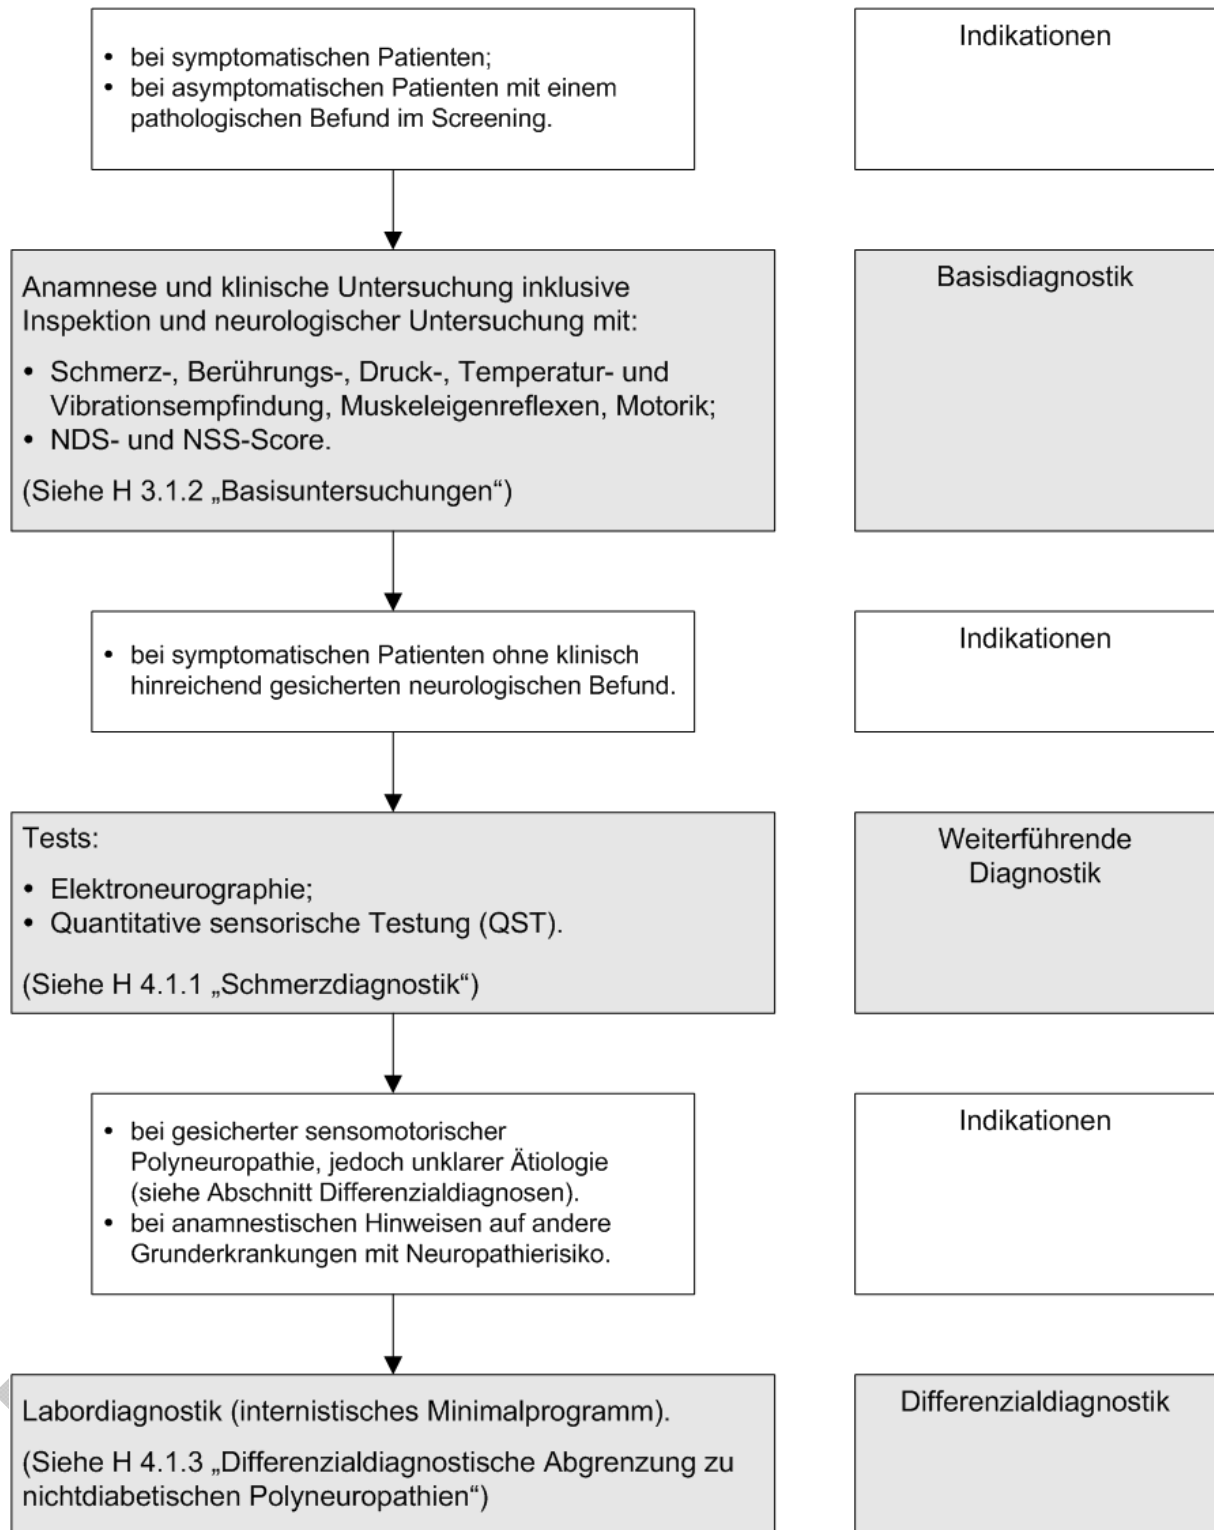 • bei symptomatischen Patienten;
• bei asymptomatischen Patienten mit einem
pathologischen Befund im Screening.
Indikationen
Anamnese und klinische Untersuchung inklusive
Inspektion und neurologischer Untersuchung mit:
• Schmerz-, Berührungs-, Druck-, Temperatur- und
Vibrationsempfindung, Muskeleigenreflexen, Motorik;
• NDS- und NSS-Score.
(Siehe H 3.1.2 „Basisuntersuchungen“)
Basisdiagnostik
• bei symptomatischen Patienten ohne klinisch
hinreichend gesicherten neurologischen Befund.
Indikationen
Tests:
• Elektroneurographie;
• Quantitative sensorische Testung (QST).
(Siehe H 4.1.1 „Schmerzdiagnostik“)
Weiterführende
Diagnostik
• bei gesicherter sensomotorischer
Polyneuropathie, jedoch unklarer Ätiologie
(siehe Abschnitt Differenzialdiagnosen).
• bei anamnestischen Hinweisen auf andere
Grunderkrankungen mit Neuropathierisiko.
Indikationen
Labordiagnostik (internistisches Minimalprogramm).
(Siehe H 4.1.3 „Differenzialdiagnostische Abgrenzung zu
nichtdiabetischen Polyneuropathien“)
Differenzialdiagnostik